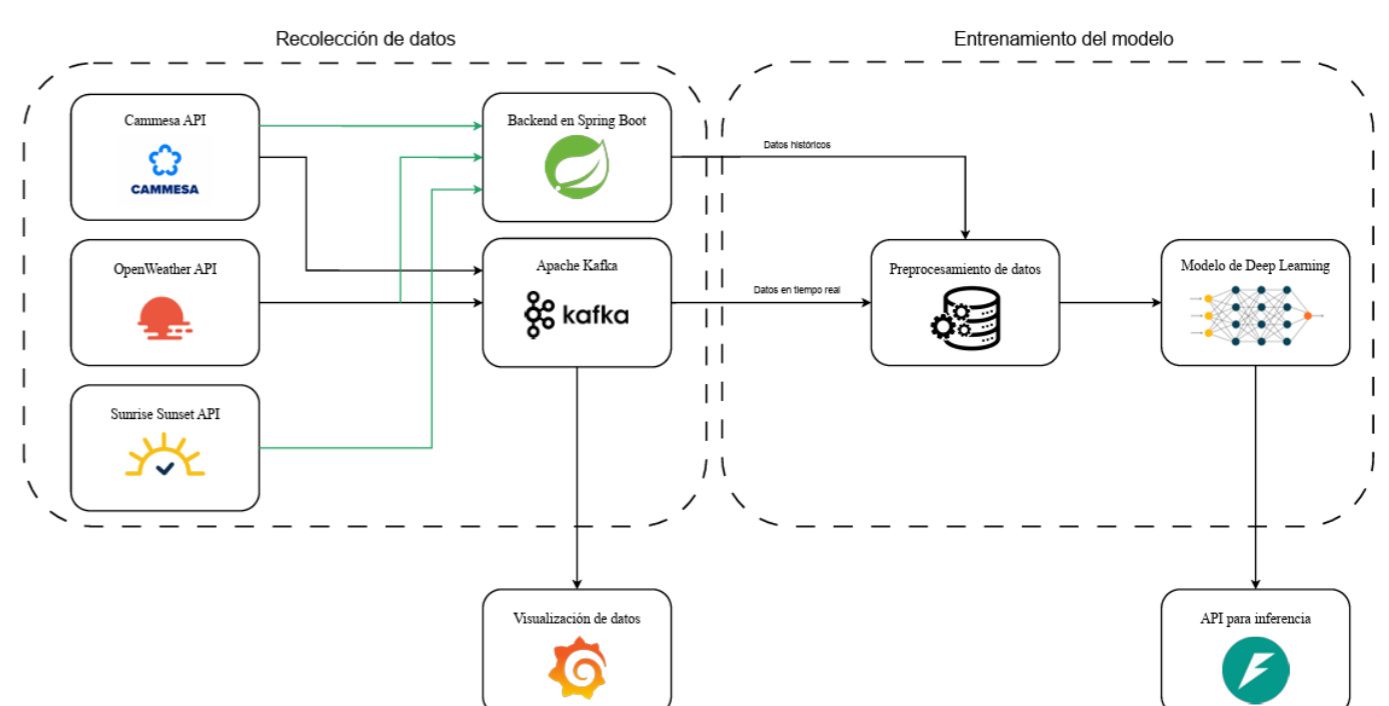 Recolección de datos
Entrenamiento del modelo
Cammesa API
CAMMESA
Backend en Spring Boot
Datos históricos
OpenWeather API
Apache Kafka
kafka
Datos en tiempo real
Preprocesamiento de datos
Modelo de Deep Learning
Sunrise Sunset API
Visualización de datos
API para inferencia